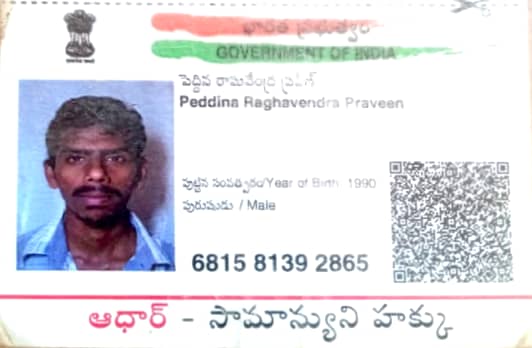 భారత ప్రభుత్వం
GOVERNMENT OF INDIA
పెద్దిన రాఘవేంద్ర ప్రవీణ్
Peddina Raghavendra Praveen
పుట్టిన సంవత్సరం/Year of Birth 1990
పురుషుడు / Male
6815 8139 2865
ఆధార్ - సామాన్యుని హక్కు